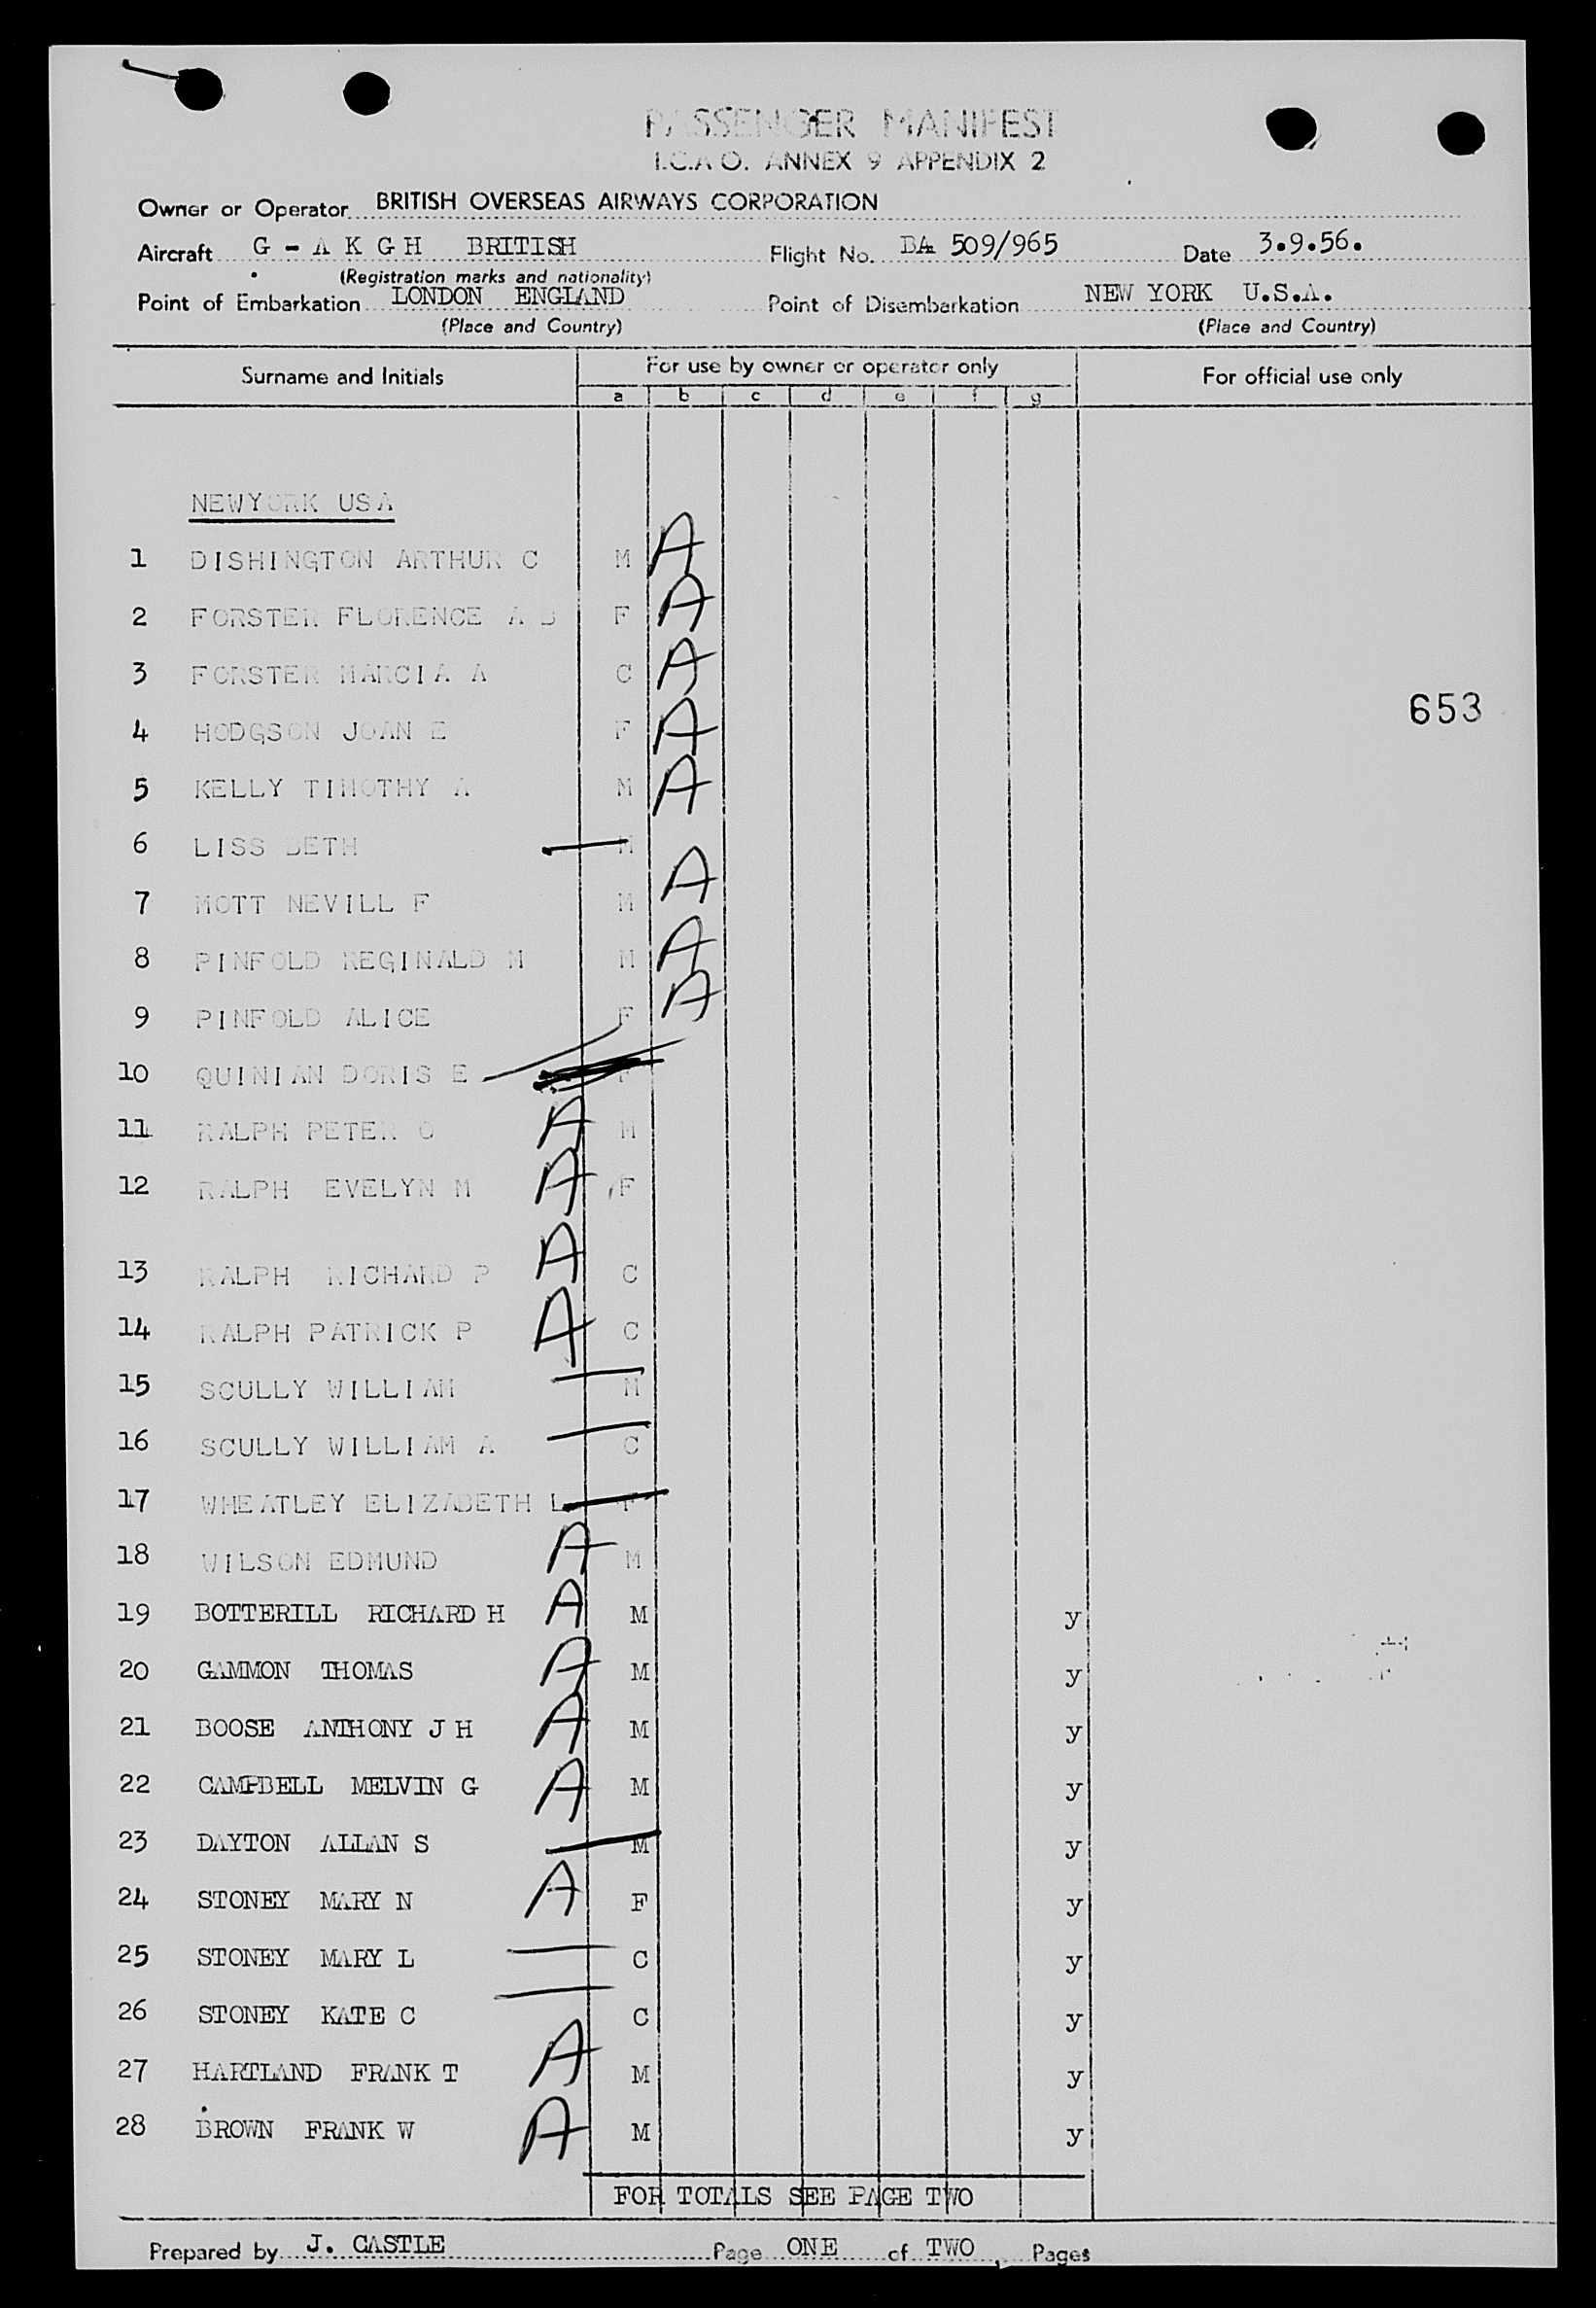 PASSENGER MANIFEST
I.C.A.O. ANNEX 9 APPENDIX 2
Owner or Operator BRITISH OVERSEAS AIRWAYS CORPORATION
Aircraft G - A K G H BRITISH Flight No. BA 509/965 Date 3.9.56.
(Registration marks and nationality)
Point of Embarkation LONDON ENGLAND Point of Disembarkation NEW YORK U.S.A.
(Place and Country) (Place and Country)
Surname and Initials For use by owner or operator only For official use only
a b c d e f g
NEWYORK USA
1 DISHINGTON ARTHUR C M A
2 FORSTER FLORENCE A B F A
3 FORSTER MARCIA A C A
653
4 HODGSON JOAN E F A
5 KELLY TIMOTHY A M A
6 LISS BETH M
7 MOTT NEVILL F M A
8 PINFOLD REGINALD M M A
9 PINFOLD ALICE F A
10 QUINIAN DORIS E F
11 RALPH PETER O A M
12 RALPH EVELYN M A F
13 RALPH RICHARD P A C
14 RALPH PATRICK P A C
15 SCULLY WILLIAM M
16 SCULLY WILLIAM A C
17 WHEATLEY ELIZABETH L F
18 WILSON EDMUND A M
19 BOTTERILL RICHARD H A M y
20 GAMMON THOMAS A M y
21 BOOSE ANTHONY J H A M y
22 CAMPBELL MELVIN G A M y
23 DAYTON ALLAN S M y
24 STONEY MARY N A F y
25 STONEY MARY L C y
26 STONEY KATE C C y
27 HARTLAND FRANK T A M y
28 BROWN FRANK W A M y
FOR TOTALS SEE PAGE TWO
Prepared by J. CASTLE Page ONE of TWO Pages